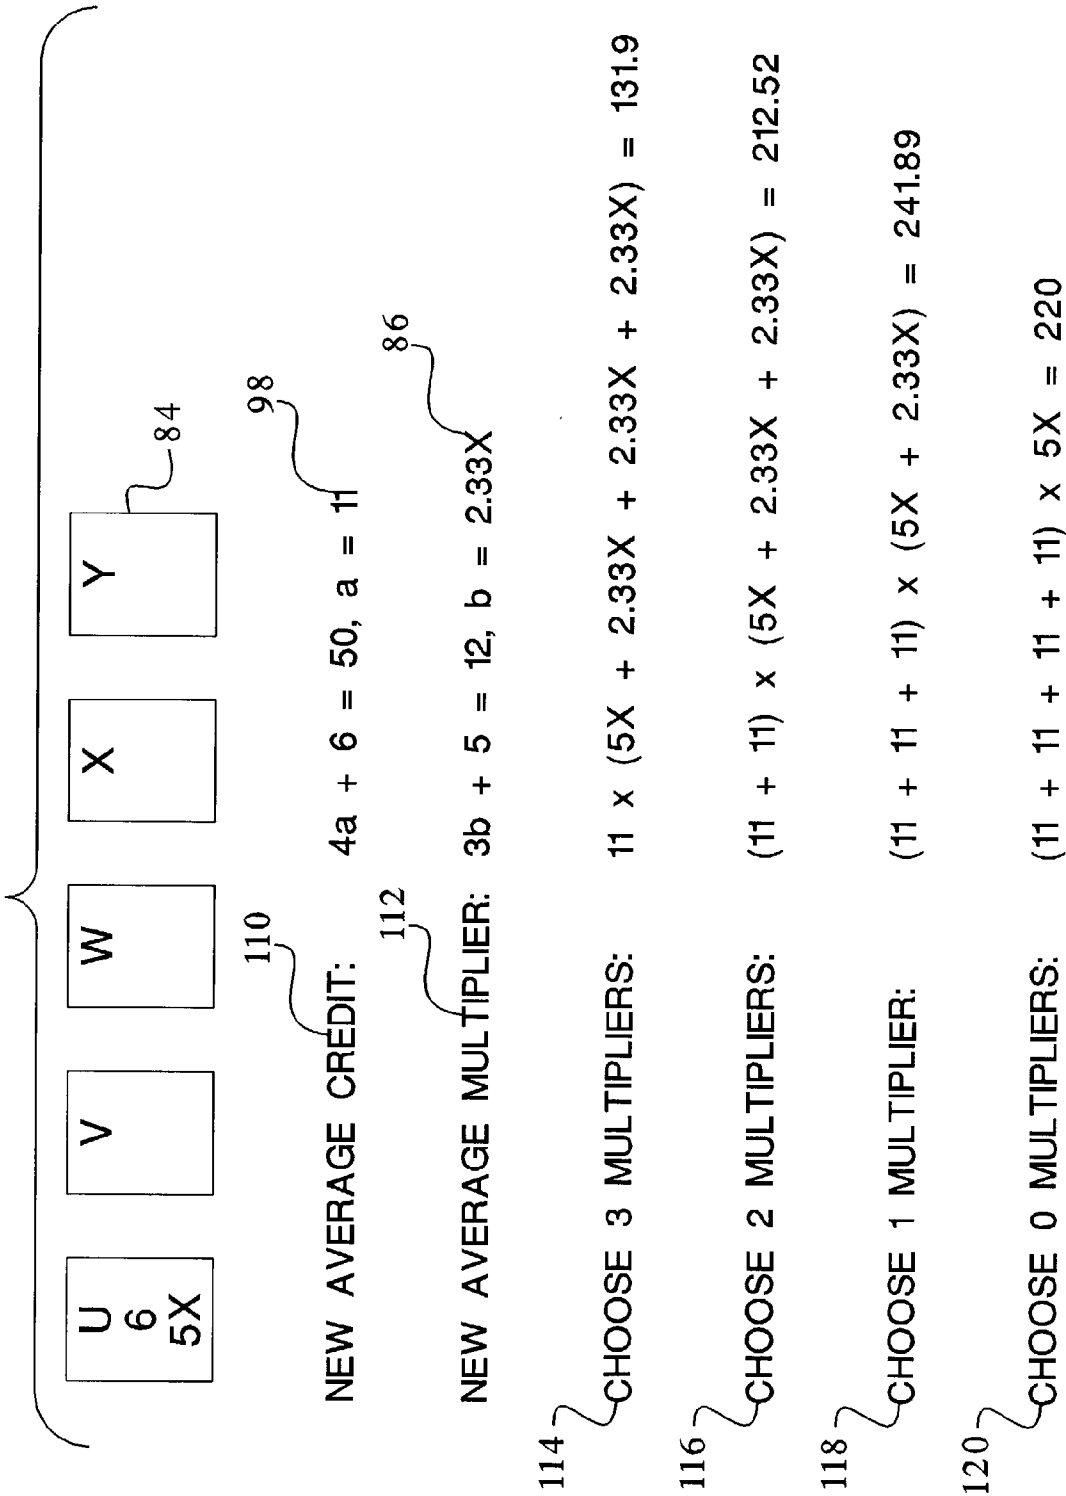 U V W X Y
6
5X
84
NEW AVERAGE CREDIT: 4a + 6 = 50, a = 11
110
98
NEW AVERAGE MULTIPLIER: 3b + 5 = 12, b = 2.33X
112
86
114 CHOOSE 3 MULTIPLIERS: 11 x (5X + 2.33X + 2.33X + 2.33X) = 131.9
116 CHOOSE 2 MULTIPLIERS: (11 + 11) x (5X + 2.33X + 2.33X) = 212.52
118 CHOOSE 1 MULTIPLIER: (11 + 11 + 11) x (5X + 2.33X) = 241.89
120 CHOOSE 0 MULTIPLIERS: (11 + 11 + 11 + 11) x 5X = 220